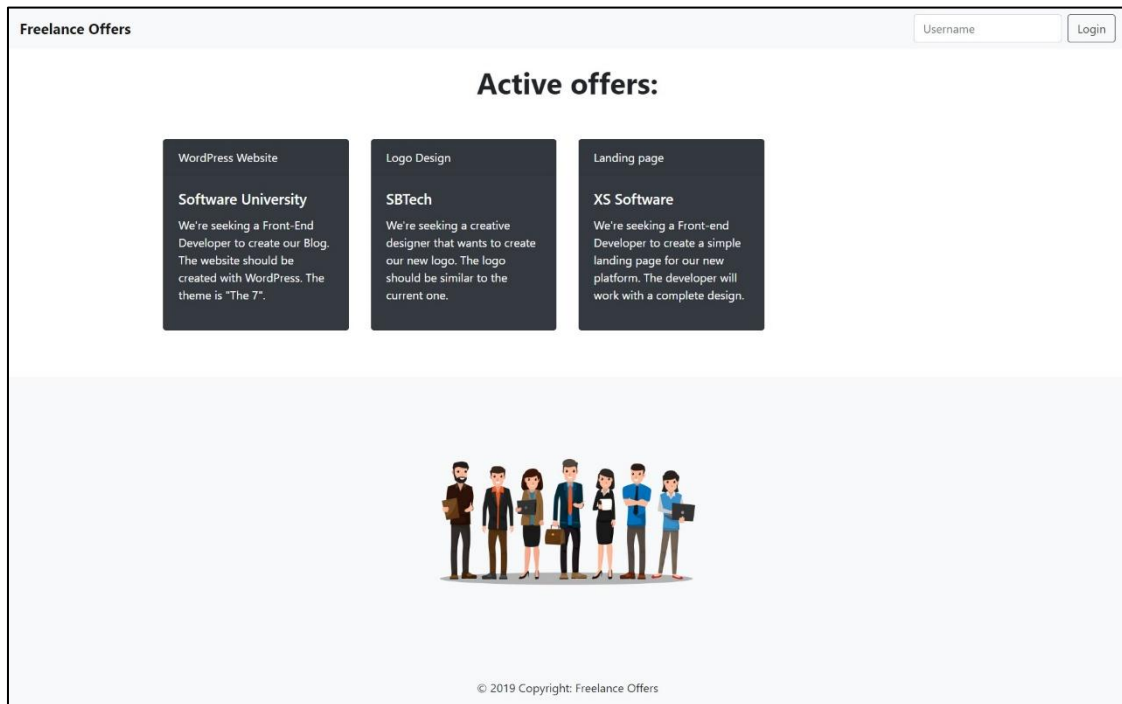 Freelance Offers
Username
Login
Active offers:
WordPress Website
Software University
We're seeking a Front-End
Developer to create our Blog.
The website should be
created with WordPress. The
theme is "The 7".
Logo Design
SBTech
We're seeking a creative
designer that wants to create
our new logo. The logo
should be similar to the
current one.
Landing page
XS Software
We're seeking a Front-end
Developer to create a simple
landing page for our new
platform. The developer will
work with a complete design.
© 2019 Copyright: Freelance Offers